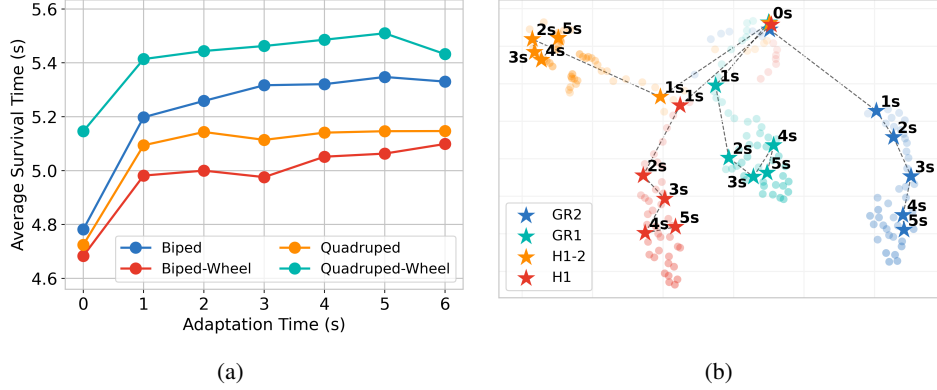 5.6
5.4
5.2
5.0
4.8
4.6
Average Survival Time (s)
0 1 2 3 4 5 6
Adaptation Time (s)
Biped
Biped-Wheel
Quadruped
Quadruped-Wheel
(a)
0s
2s 5s
3s 4s
1s
1s
1s
1s
2s
2s
4s
2s
3s
5s
3s
3s
4s 5s
4s
5s
GR2
GR1
H1-2
H1
(b)